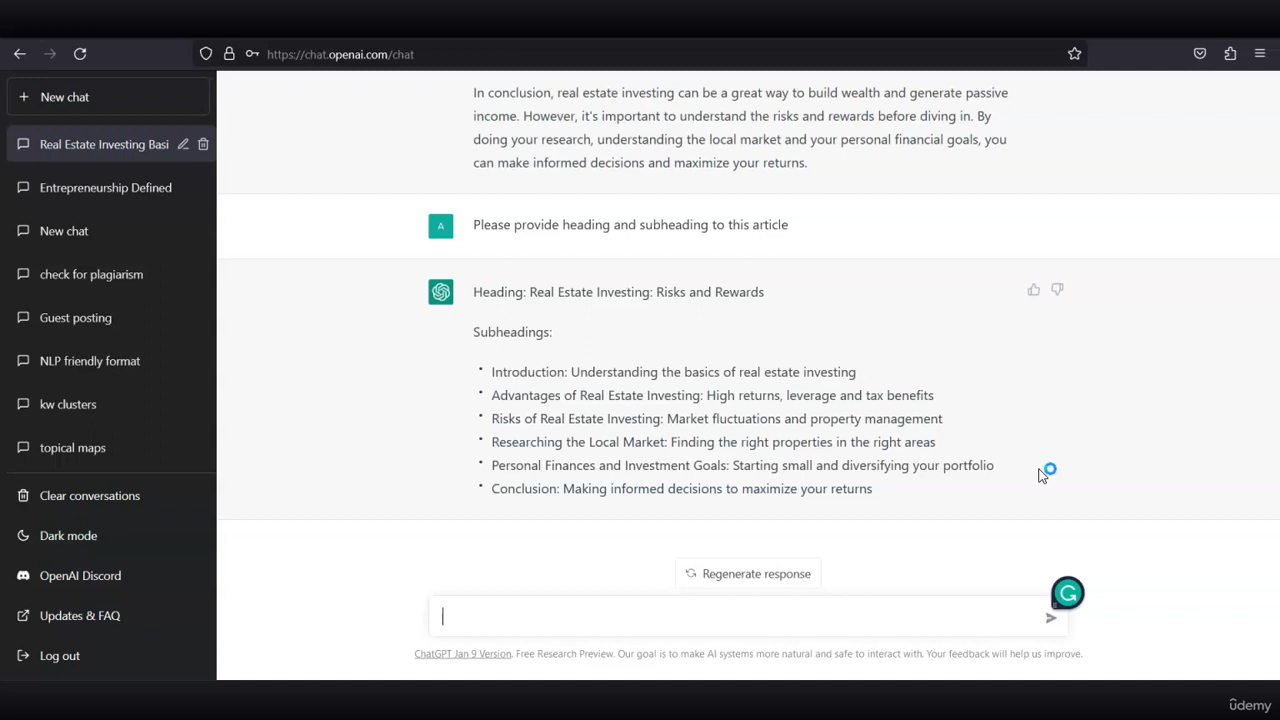 https://chat.openai.com/chat
New chat
Real Estate Investing Basi
Entrepreneurship Defined
New chat
check for plagiarism
Guest posting
NLP friendly format
kw clusters
topical maps
Clear conversations
Dark mode
OpenAI Discord
Updates & FAQ
Log out
In conclusion, real estate investing can be a great way to build wealth and generate passive
income. However, it's important to understand the risks and rewards before diving in. By
doing your research, understanding the local market and your personal financial goals, you
can make informed decisions and maximize your returns.
A
Please provide heading and subheading to this article
Heading: Real Estate Investing: Risks and Rewards
Subheadings:
• Introduction: Understanding the basics of real estate investing
• Advantages of Real Estate Investing: High returns, leverage and tax benefits
• Risks of Real Estate Investing: Market fluctuations and property management
• Researching the Local Market: Finding the right properties in the right areas
• Personal Finances and Investment Goals: Starting small and diversifying your portfolio
• Conclusion: Making informed decisions to maximize your returns
Regenerate response
ChatGPT Jan 9 Version. Free Research Preview. Our goal is to make AI systems more natural and safe to interact with. Your feedback will help us improve.
ûdemy